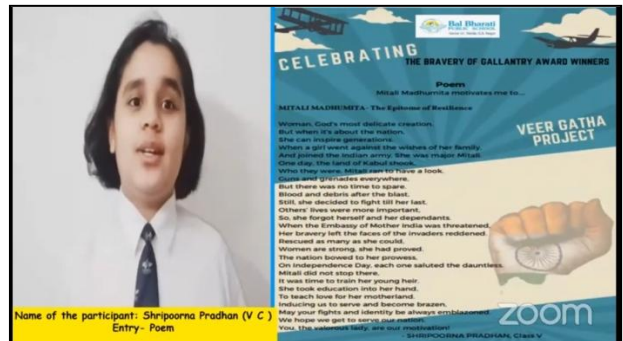 Bal Bharati
PUBLIC SCHOOL
CELEBRATING
THE BRAVERY OF GALLANTRY AWARD WINNERS
Poem
Mitali Madhumita motivates me to...
MITALI MADHUMITA - The Epitome of Resilience
Woman, God's most delicate creation.
But when it's about the nation,
She can inspire generations.
When a girl went against the wishes of her family,
And joined the Indian army, She was major Mitali.
One day, the land of Kabul shook,
Who they were, Mitali ran to have a look.
Guns and grenades everywhere,
But there was no time to spare.
Blood and debris after the blast,
Still, she decided to fight till her last.
Others' lives were more important,
So, she forgot herself and her dependants.
When the Embassy of Mother India was threatened,
Her bravery left the faces of the invaders reddened.
Rescued as many as she could,
Women are strong, she had proved.
The nation bowed to her prowess,
On Independence Day, each one saluted the dauntless
Mitali did not stop there,
It was time to train her young heir.
She took education into her hand,
To teach love for her motherland.
Inducing us to serve and become brazen,
May your fights and identity be always emblazoned.
We hope we get to serve our nation,
You, the valorous lady, are our motivation!
- SHRIPOORNA PRADHAN, Class V
VEER GATHA
PROJECT
zoom
Name of the participant: Shripoorna Pradhan (V C )
Entry- Poem